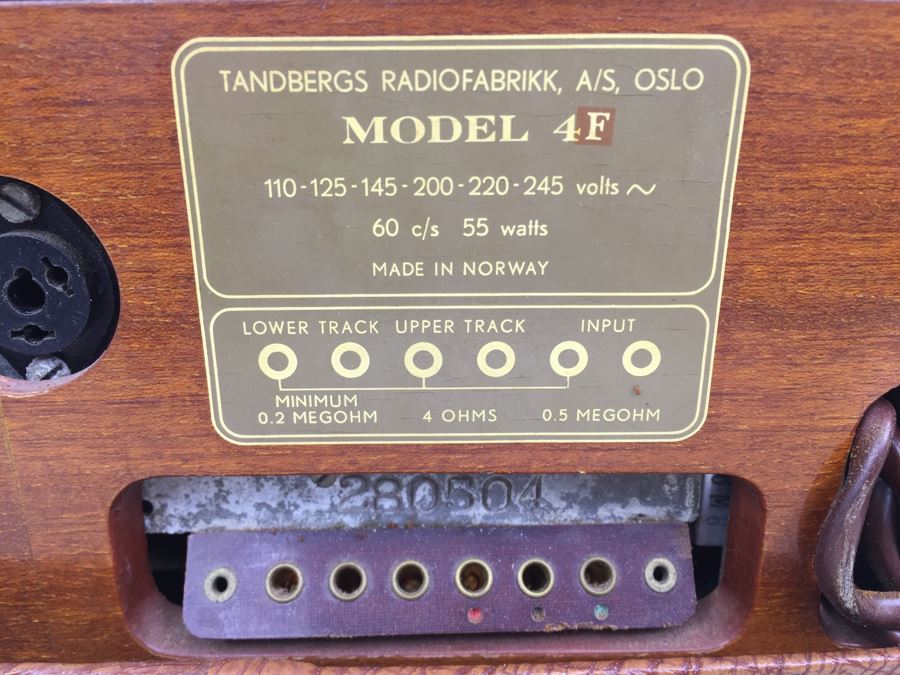 TANDBERGS RADIOFABRIKK, A/S, OSLO
MODEL 4F
110-125-145-200-220-245 volts ~
60 c/s 55 watts
MADE IN NORWAY
LOWER TRACK UPPER TRACK INPUT
MINIMUM
0.2 MEGOHM 4 OHMS 0.5 MEGOHM
280504